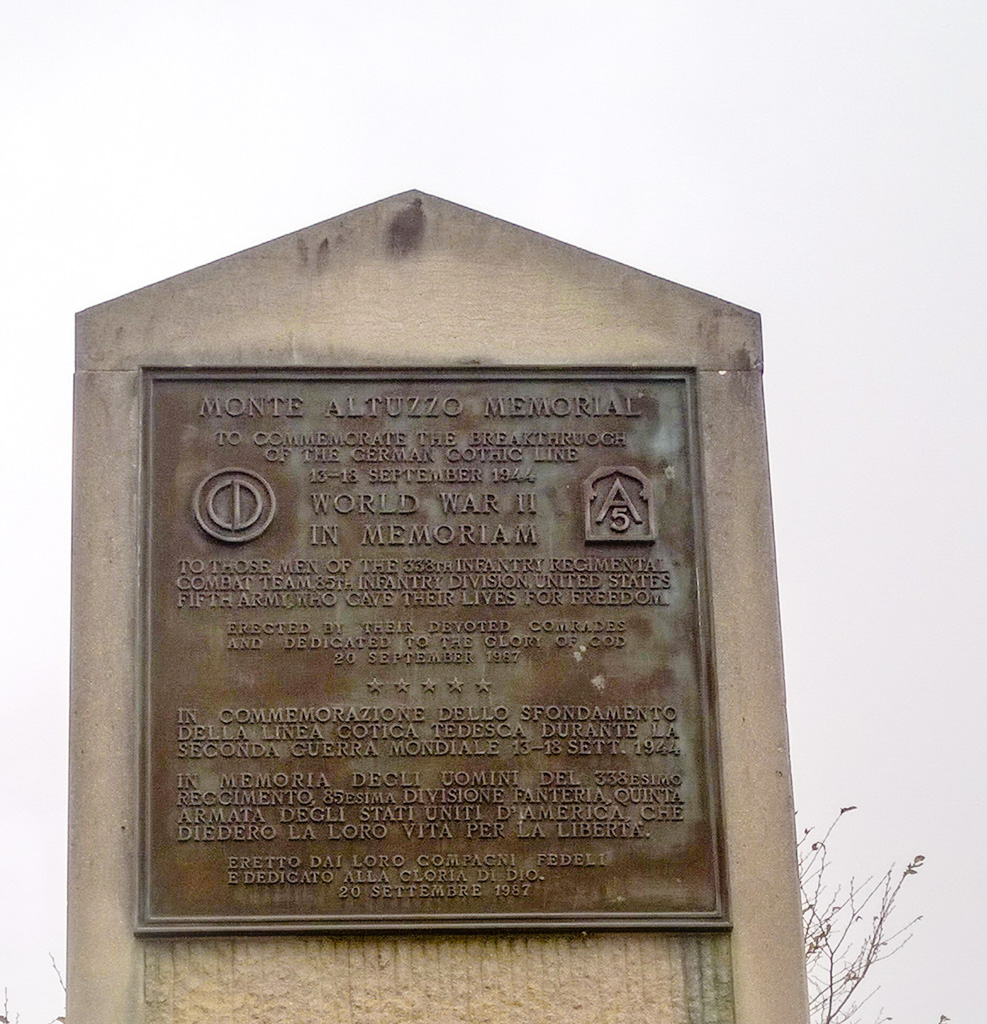 MONTE ALTUZZO MEMORIAL
TO COMMEMORATE THE BREAKTHRUOGH
OF THE GERMAN GOTHIC LINE
13-18 SEPTEMBER 1944
WORLD WAR II
IN MEMORIAM
A
5
TO THOSE MEN OF THE 338TH INFANTRY REGIMENTAL
COMBAT TEAM, 85TH INFANTRY DIVISION, UNITED STATES
FIFTH ARMY, WHO GAVE THEIR LIVES FOR FREEDOM.
ERECTED BY THEIR DEVOTED COMRADES
AND DEDICATED TO THE GLORY OF GOD
20 SEPTEMBER 1987
IN COMMEMORAZIONE DELLO SFONDAMENTO
DELLA LINEA GOTICA TEDESCA DURANTE LA
SECONDA GUERRA MONDIALE 13-18 SETT. 1944
IN MEMORIA DEGLI UOMINI DEL 338ESIMO
REGGIMENTO, 85ESIMA DIVISIONE FANTERIA, QUINTA
ARMATA DEGLI STATI UNITI D'AMERICA, CHE
DIEDERO LA LORO VITA PER LA LIBERTA'.
ERETTO DAI LORO COMPAGNI FEDELI
E DEDICATO ALLA GLORIA DI DIO.
20 SETTEMBRE 1987